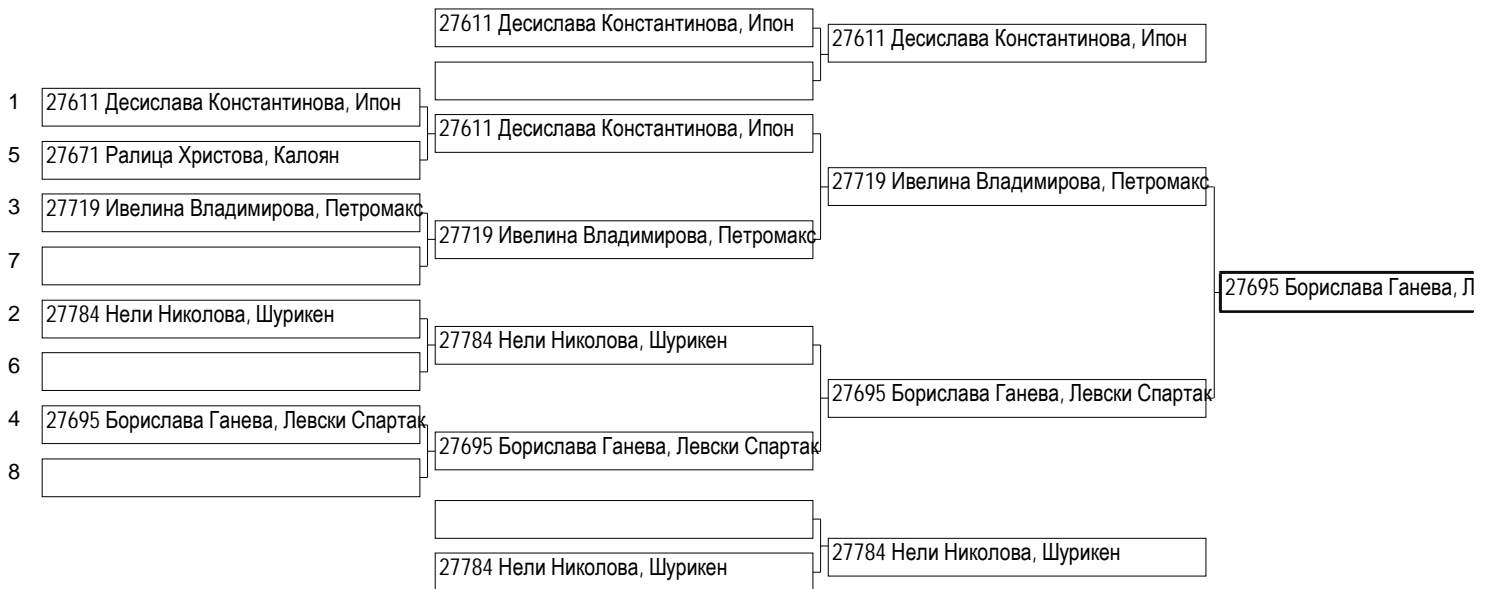 27611 Десислава Константинова, Ипон
27611 Десислава Константинова, Ипон
1 27611 Десислава Константинова, Ипон
27611 Десислава Константинова, Ипон
5 27671 Ралица Христова, Калоян
27719 Ивелина Владимирова, Петромакс
3 27719 Ивелина Владимирова, Петромакс
27719 Ивелина Владимирова, Петромакс
7
27695 Борислава Ганева, Л
2 27784 Нели Николова, Шурикен
27784 Нели Николова, Шурикен
6
27695 Борислава Ганева, Левски Спартак
4 27695 Борислава Ганева, Левски Спартак
27695 Борислава Ганева, Левски Спартак
8
27784 Нели Николова, Шурикен
27784 Нели Николова, Шурикен